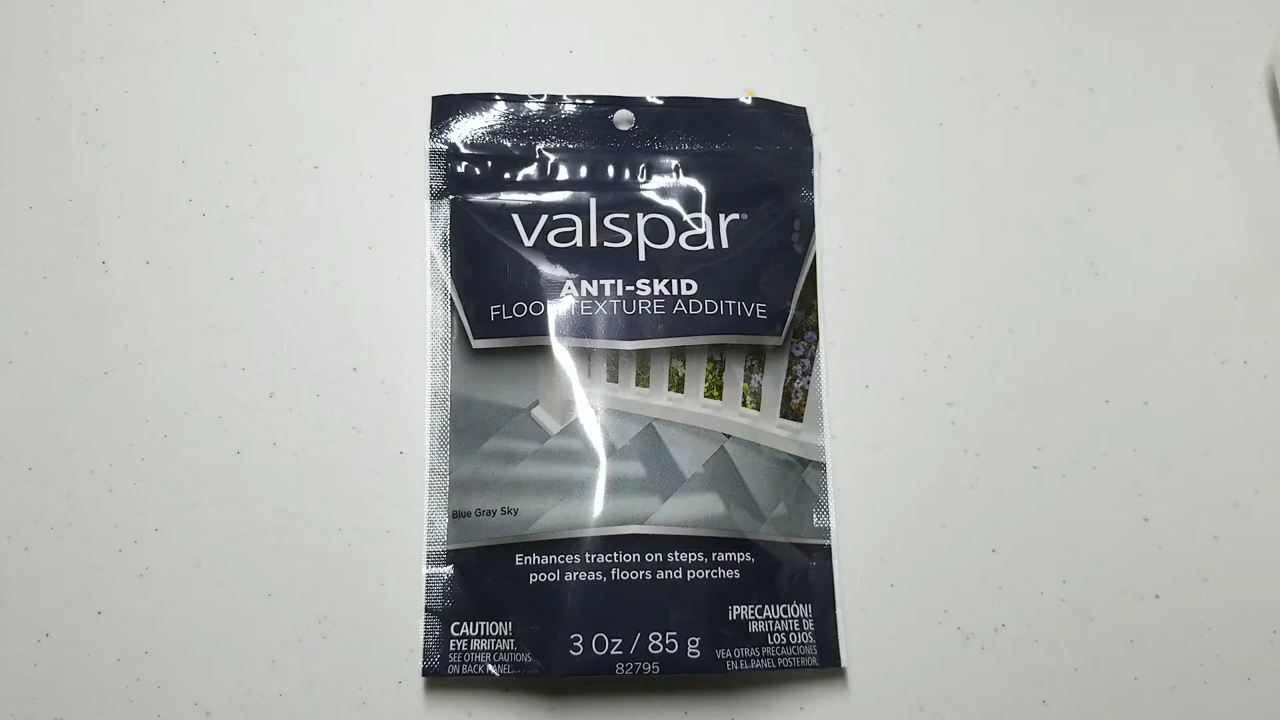 valspar®
ANTI-SKID
FLOOR TEXTURE ADDITIVE
Blue Gray Sky
Enhances traction on steps, ramps,
pool areas, floors and porches
CAUTION!
EYE IRRITANT.
SEE OTHER CAUTIONS
ON BACK PANEL.
3 Oz / 85 g
82795
¡PRECAUCIÓN!
IRRITANTE DE
LOS OJOS.
VEA OTRAS PRECAUCIONES
EN EL PANEL POSTERIOR.